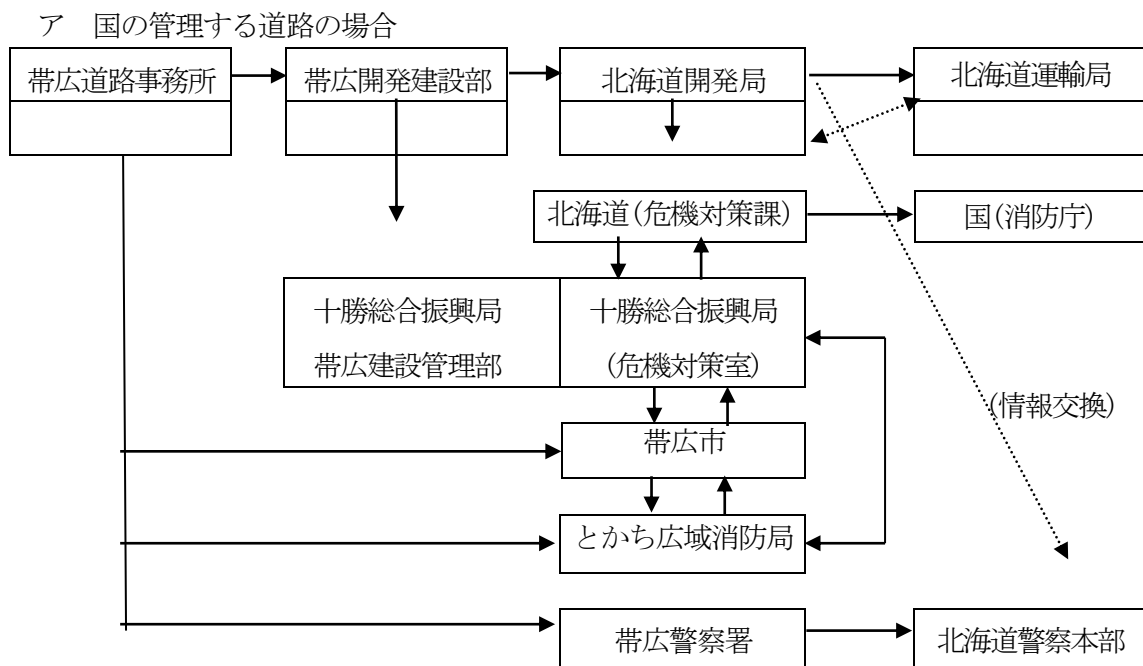 ア　国の管理する道路の場合
帯広道路事務所
帯広開発建設部
北海道開発局
北海道運輸局
北海道(危機対策課)
国(消防庁)
十勝総合振興局
帯広建設管理部
十勝総合振興局
(危機対策室)
(情報交換)
帯広市
とかち広域消防局
帯広警察署
北海道警察本部